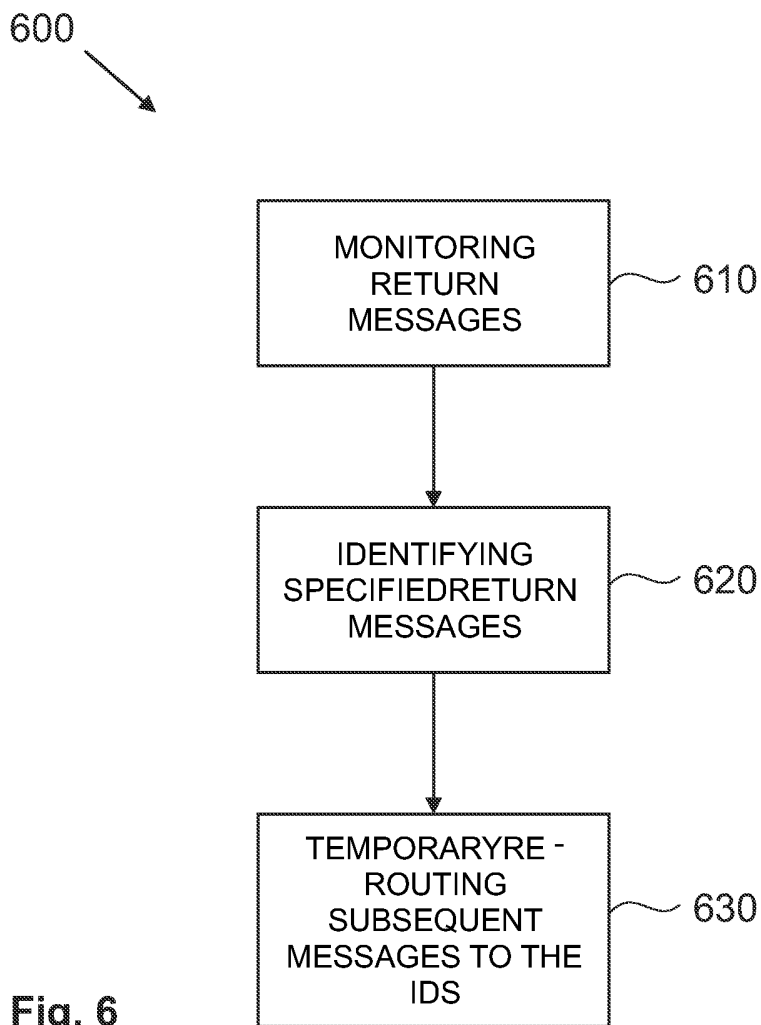 600
MONITORING
RETURN
MESSAGES
610
IDENTIFYING
SPECIFIEDRETURN
MESSAGES
620
TEMPORARYRE -
ROUTING
SUBSEQUENT
MESSAGES TO THE
IDS
630
Fig. 6